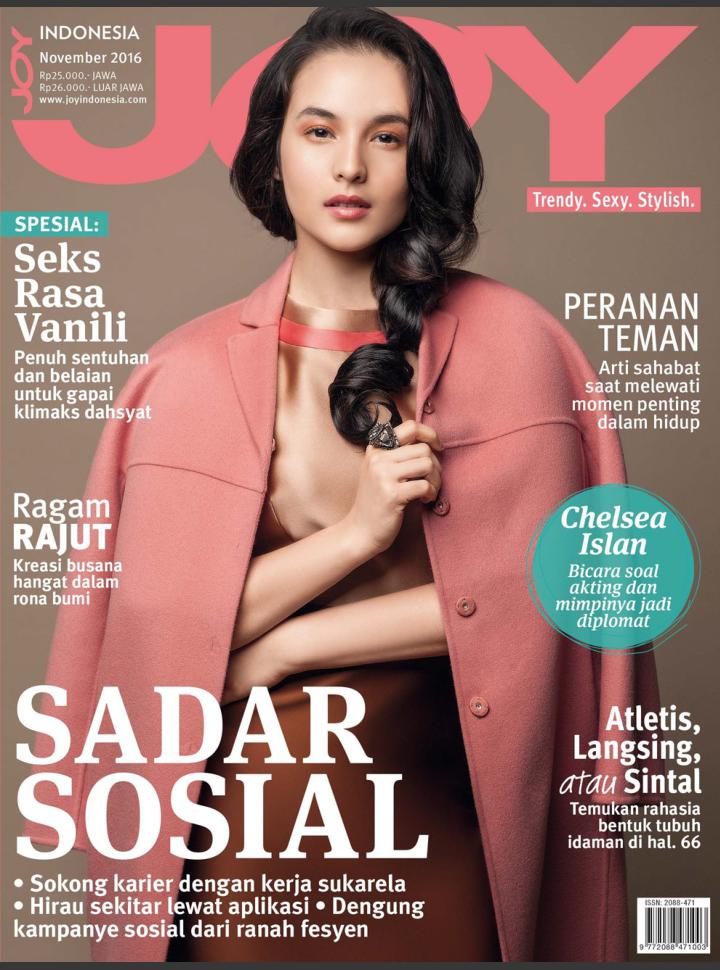 JOY
INDONESIA
November 2016
Rp25.000.- JAWA
Rp26.000.- LUAR JAWA
www.joyindonesia.com
JOY
Trendy. Sexy. Stylish.
SPESIAL:
Seks
Rasa
Vanili
Penuh sentuhan
dan belaian
untuk gapai
klimaks dahsyat
PERANAN
TEMAN
Arti sahabat
saat melewati
momen penting
dalam hidup
Ragam
RAJUT
Kreasi busana
hangat dalam
rona bumi
Chelsea
Islan
Bicara soal
akting dan
mimpinya jadi
diplomat
SADAR
SOSIAL
• Sokong karier dengan kerja sukarela
• Hirau sekitar lewat aplikasi • Dengung
kampanye sosial dari ranah fesyen
Atletis,
Langsing,
atau Sintal
Temukan rahasia
bentuk tubuh
idaman di hal. 66
ISSN: 2088-471
9 772088 471003